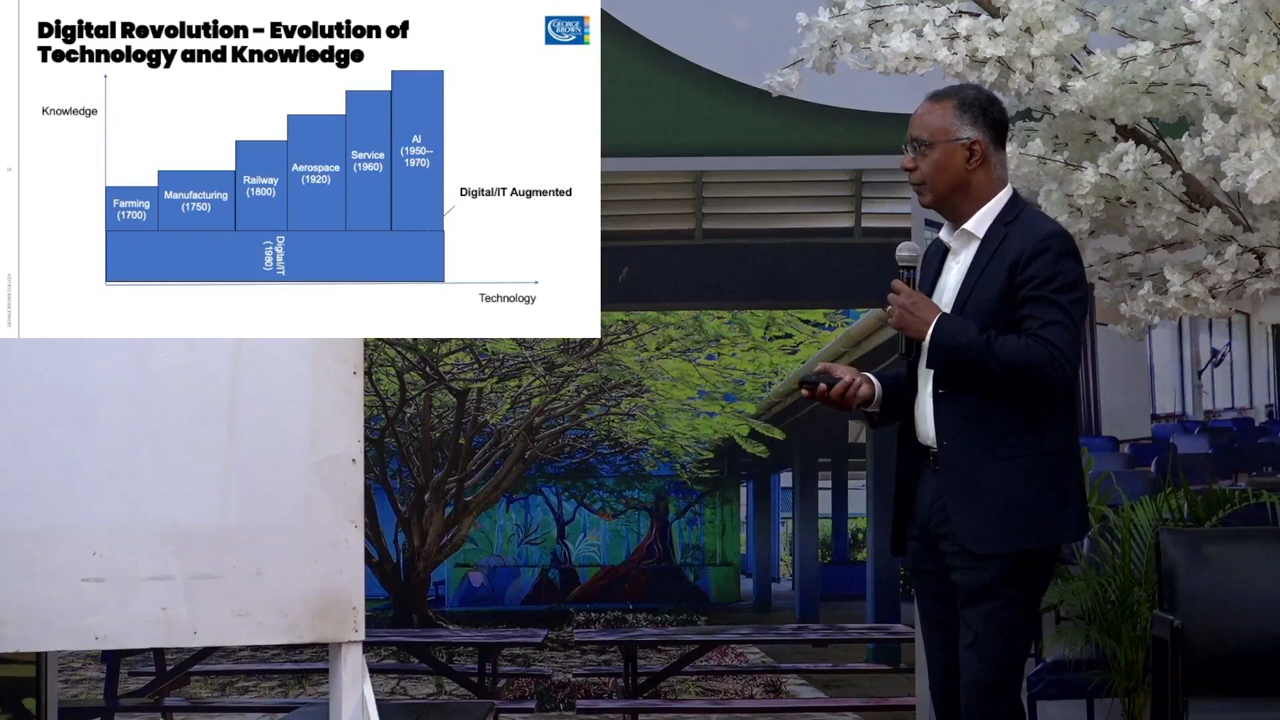 Digital Revolution – Evolution of
Technology and Knowledge
GEORGE
BROWN
Knowledge
Farming
(1700)
Manufacturing
(1750)
Railway
(1800)
Aerospace
(1920)
Service
(1960)
AI
(1950--
1970)
Digital/IT Augmented
Digital/IT
(1980)
Technology